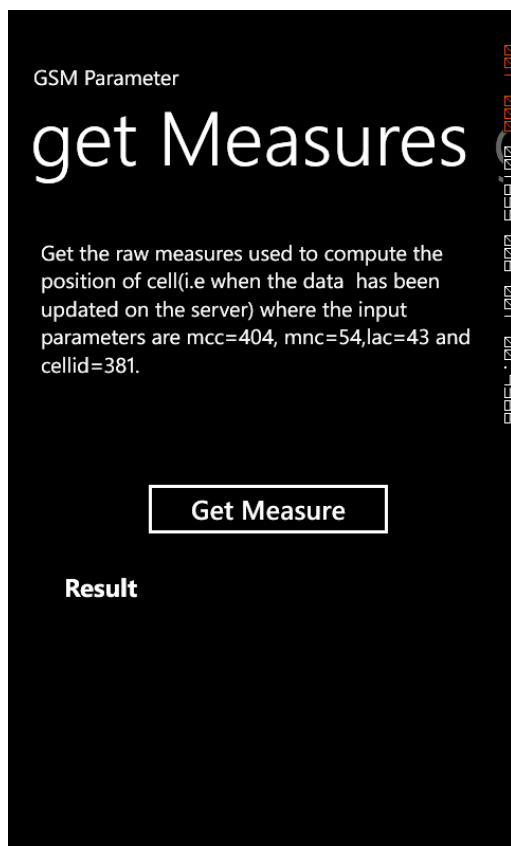 GSM Parameter
get Measures
Get the raw measures used to compute the
position of cell(i.e when the data  has been
updated on the server) where the input
parameters are mcc=404, mnc=54,lac=43 and
cellid=381.
Get Measure
Result